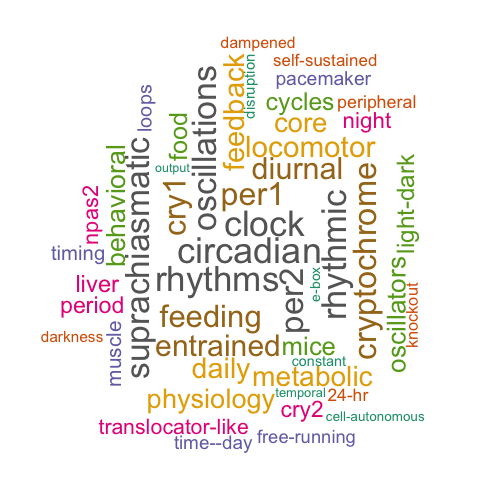 dampened
self-sustained
pacemaker
disruption
feedback
loops
oscillations
food
cycles
peripheral
core
night
output
locomotor
behavioral
suprachiasmatic
diurnal
cry1
per1
npas2
clock
rhythmic
cryptochrome
light-dark
timing
circadian
liver
rhythms
per2
e-box
oscillators
knockout
period
feeding
darkness
muscle
entrained
mice
constant
daily
metabolic
physiology
temporal
24-hr
cry2
cell-autonomous
translocator-like
time--day
free-running